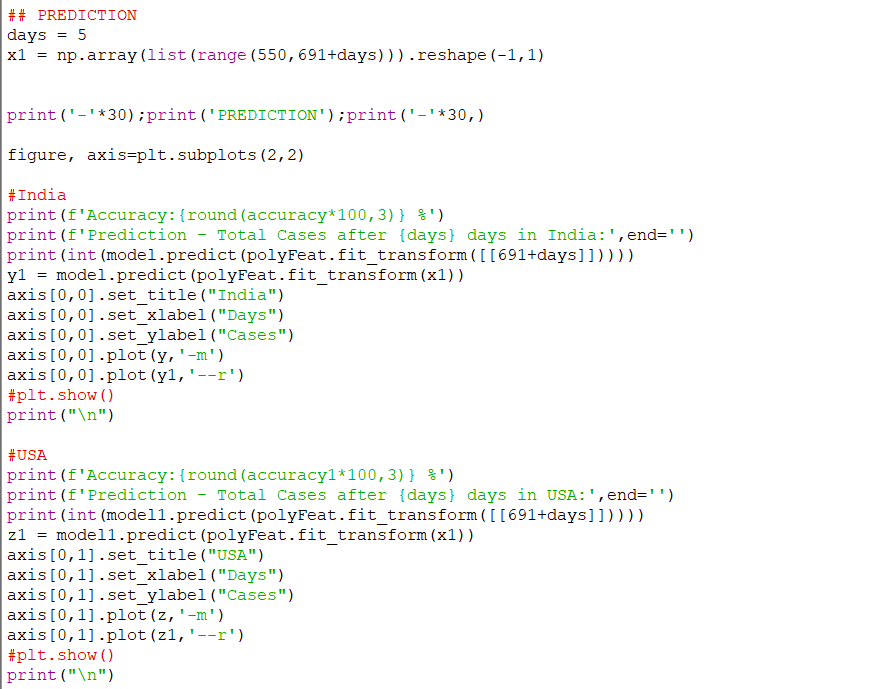 ## PREDICTION
days = 5
x1 = np.array(list(range(550,691+days))).reshape(-1,1)
print('-'*30);print('PREDICTION');print('-'*30,)
figure, axis=plt.subplots(2,2)
#India
print(f'Accuracy:{round(accuracy*100,3)} %')
print(f'Prediction - Total Cases after {days} days in India:',end='')
print(int(model.predict(polyFeat.fit_transform([[691+days]]))))
y1 = model.predict(polyFeat.fit_transform(x1))
axis[0,0].set_title("India")
axis[0,0].set_xlabel("Days")
axis[0,0].set_ylabel("Cases")
axis[0,0].plot(y,'-m')
axis[0,0].plot(y1,'--r')
#plt.show()
print("\n")
#USA
print(f'Accuracy:{round(accuracy1*100,3)} %')
print(f'Prediction - Total Cases after {days} days in USA:',end='')
print(int(model1.predict(polyFeat.fit_transform([[691+days]]))))
z1 = model1.predict(polyFeat.fit_transform(x1))
axis[0,1].set_title("USA")
axis[0,1].set_xlabel("Days")
axis[0,1].set_ylabel("Cases")
axis[0,1].plot(z,'-m')
axis[0,1].plot(z1,'--r')
#plt.show()
print("\n")